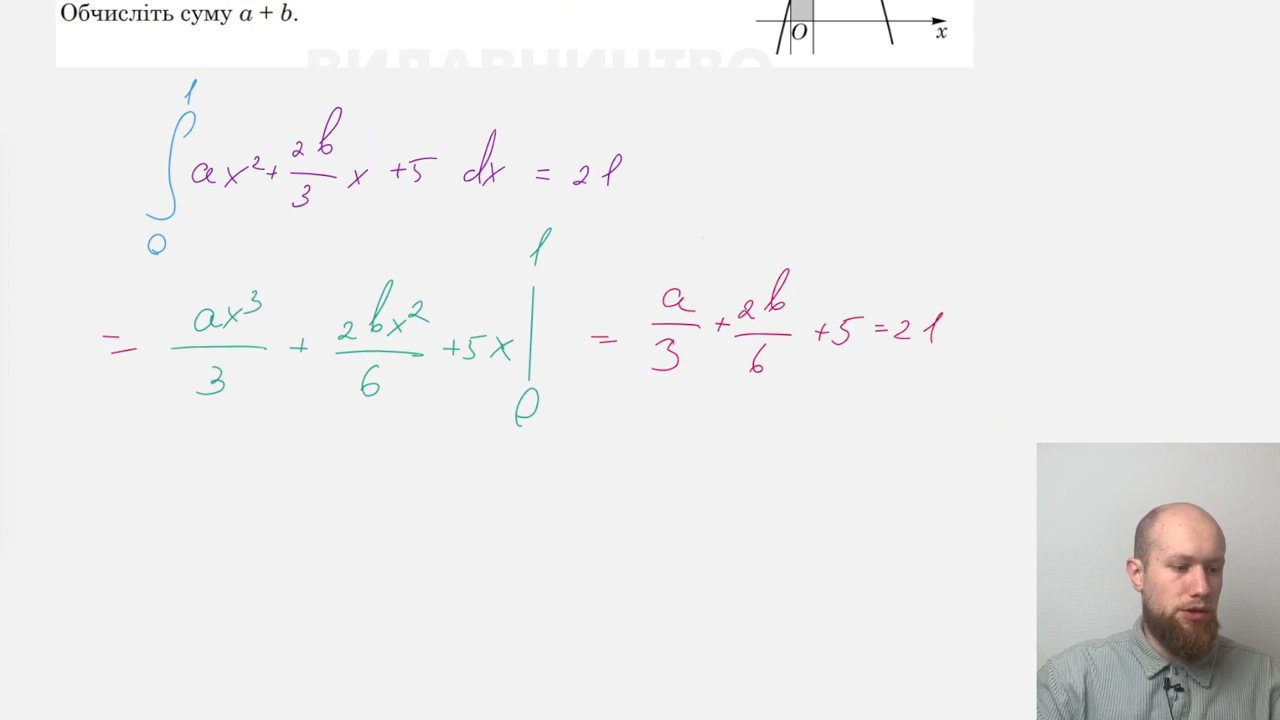 Обчисліть суму a + b.
O x
ВИДАВНИЦТВО
1
∫ ax² + 2b/3 x + 5 dx = 21
0
1
= ax³/3 + 2bx²/6 + 5x | = a/3 + 2b/6 + 5 = 21
0